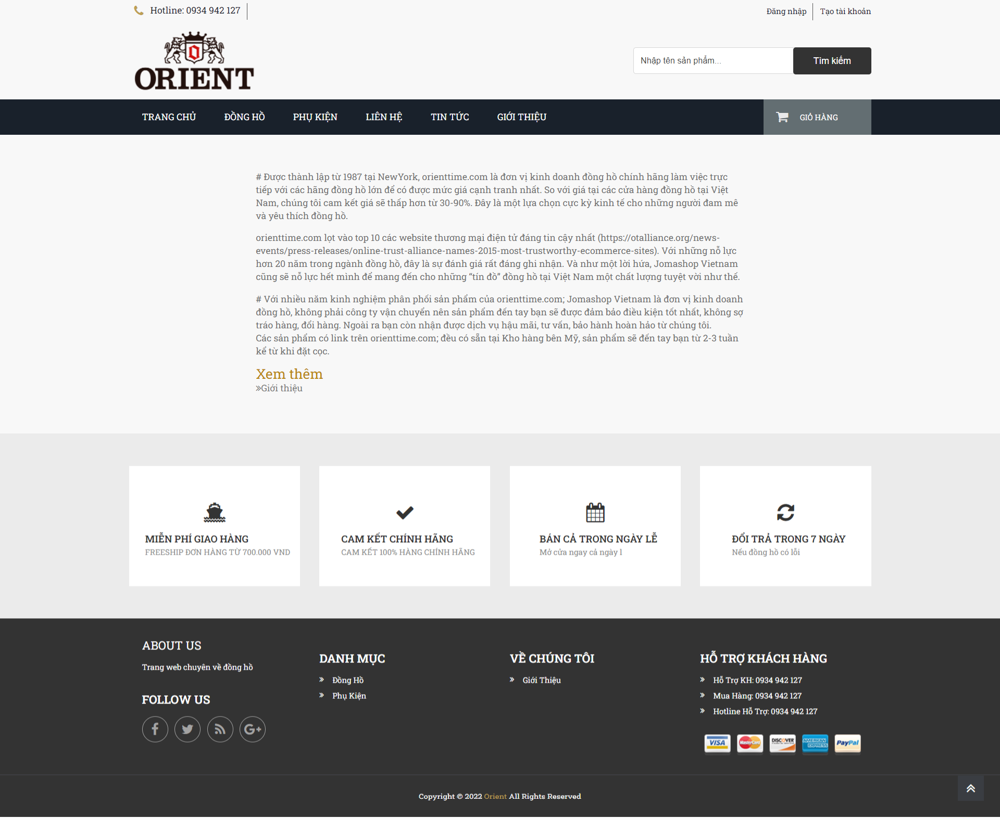 Hotline: 0934 942 127
Đăng nhập
Tạo tài khoản
ORIENT
Nhập tên sản phẩm...
Tìm kiếm
TRANG CHỦ
ĐỒNG HỒ
PHỤ KIỆN
LIÊN HỆ
TIN TỨC
GIỚI THIỆU
GIỎ HÀNG
# Được thành lập từ 1987 tại NewYork, orienttime.com là đơn vị kinh doanh đồng hồ chính hãng làm việc trực
tiếp với các hãng đồng hồ lớn để có được mức giá cạnh tranh nhất. So với giá tại các cửa hàng đồng hồ tại Việt
Nam, chúng tôi cam kết giá sẽ thấp hơn từ 30-90%. Đây là một lựa chọn cực kỳ kinh tế cho những người đam mê
và yêu thích đồng hồ.
orienttime.com lọt vào top 10 các website thương mại điện tử đáng tin cậy nhất (https://otalliance.org/news-
events/press-releases/online-trust-alliance-names-2015-most-trustworthy-ecommerce-sites). Với những nỗ lực
hơn 20 năm trong ngành đồng hồ, đây là sự đánh giá rất đáng ghi nhận. Và như một lời hứa, Jomashop Vietnam
cũng sẽ nỗ lực hết mình để mang đến cho những “tín đồ” đồng hồ tại Việt Nam một chất lượng tuyệt vời như thế.
# Với nhiều năm kinh nghiệm phân phối sản phẩm của orienttime.com; Jomashop Vietnam là đơn vị kinh doanh
đồng hồ, không phải công ty vận chuyển nên sản phẩm đến tay bạn sẽ được đảm bảo điều kiện tốt nhất, không sợ
tráo hàng, đổi hàng. Ngoài ra bạn còn nhận được dịch vụ hậu mãi, tư vấn, bảo hành hoàn hảo từ chúng tôi.
Các sản phẩm có link trên orienttime.com; đều có sẵn tại Kho hàng bên Mỹ, sản phẩm sẽ đến tay bạn từ 2-3 tuần
kể từ khi đặt cọc.
Xem thêm
»Giới thiệu
MIỄN PHÍ GIAO HÀNG
FREESHIP ĐƠN HÀNG TỪ 700.000 VND
CAM KẾT CHÍNH HÃNG
CAM KẾT 100% HÀNG CHÍNH HÃNG
BÁN CẢ TRONG NGÀY LỄ
Mở cửa ngay cả ngày l
ĐỔI TRẢ TRONG 7 NGÀY
Nếu đồng hồ có lỗi
ABOUT US
Trang web chuyên về đồng hồ
FOLLOW US
DANH MỤC
» Đồng Hồ
» Phụ Kiện
VỀ CHÚNG TÔI
» Giới Thiệu
HỖ TRỢ KHÁCH HÀNG
» Hỗ Trợ KH: 0934 942 127
» Mua Hàng: 0934 942 127
» Hotline Hỗ Trợ: 0934 942 127
VISA
MasterCard
DISCOVER
AMERICAN EXPRESS
PayPal
Copyright © 2022 Orient All Rights Reserved